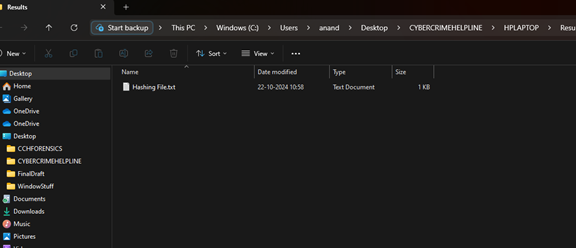 Results
Start backup > This PC > Windows (C:) > Users > anand > Desktop > CYBERCRIMEHELPLINE > HPLAPTOP > Resu
New
Sort
View
Name Date modified Type Size
Hashing File.txt 22-10-2024 10:58 Text Document 1 KB
Desktop
Home
Gallery
OneDrive
OneDrive
Desktop
CCHFORENSICS
CYBERCRIMEHELPLINE
FinalDraft
WindowStuff
Documents
Downloads
Music
Pictures